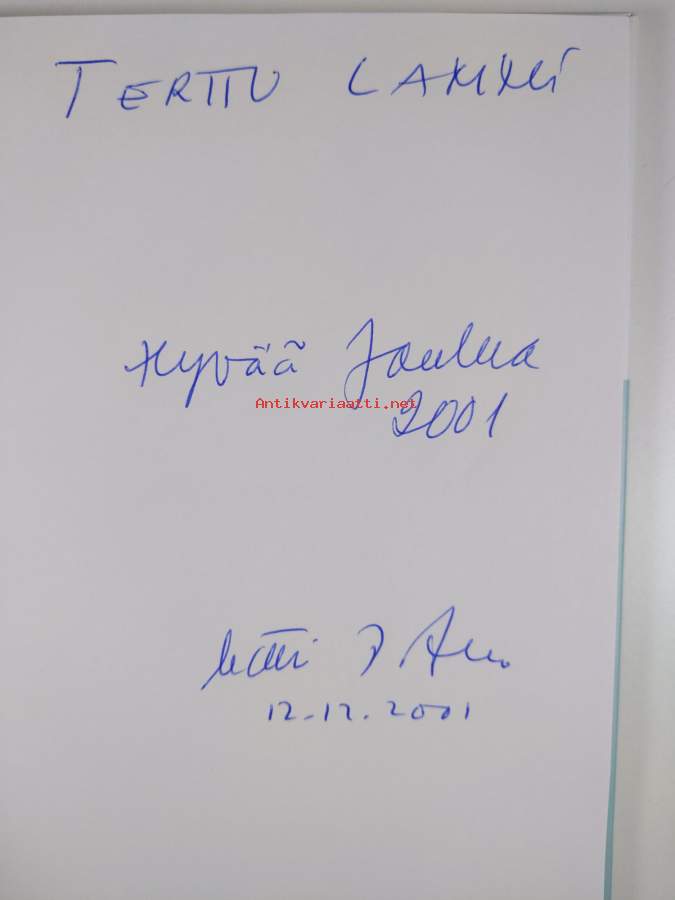 TERTTU LAMMI
Hyvää Joulua
Antikvariaatti.net
2001
12.12.2001